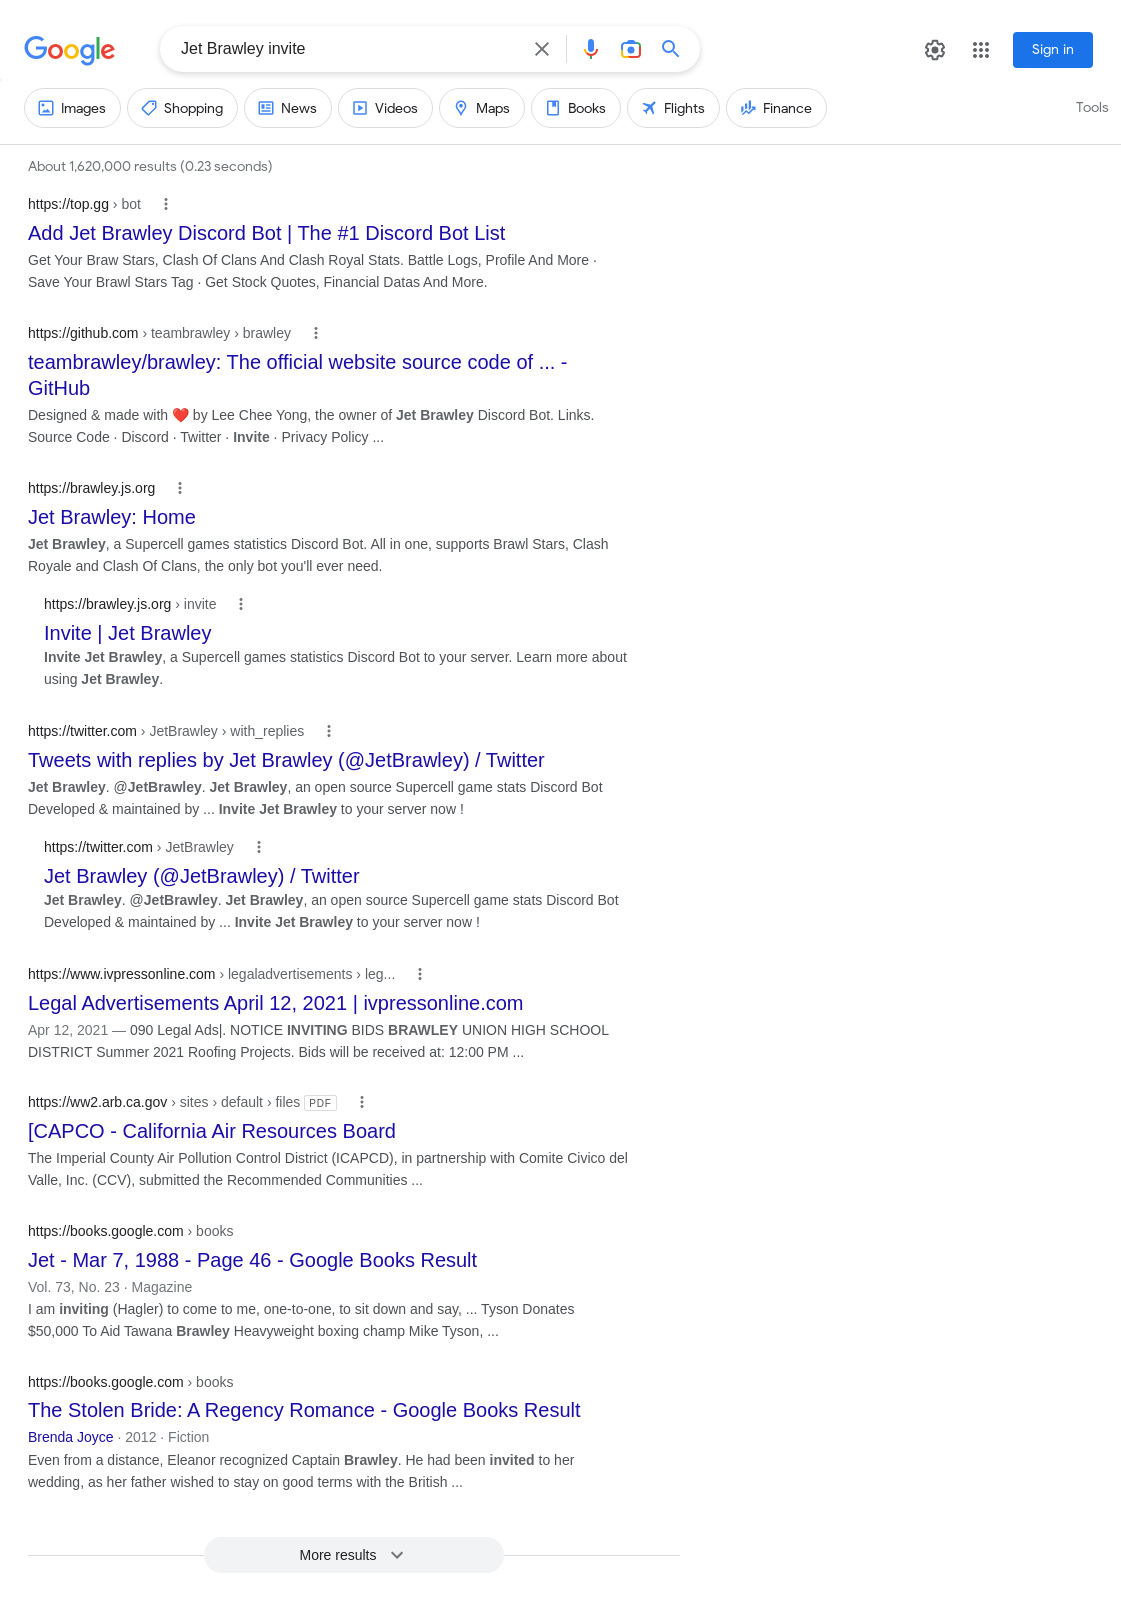 Google
Jet Brawley invite
Sign in
Images Shopping News Videos Maps Books Flights Finance Tools
About 1,620,000 results (0.23 seconds)
https://top.gg › bot
Add Jet Brawley Discord Bot | The #1 Discord Bot List
Get Your Braw Stars, Clash Of Clans And Clash Royal Stats. Battle Logs, Profile And More ·
Save Your Brawl Stars Tag · Get Stock Quotes, Financial Datas And More.
https://github.com › teambrawley › brawley
teambrawley/brawley: The official website source code of ... -
GitHub
Designed & made with ❤️ by Lee Chee Yong, the owner of Jet Brawley Discord Bot. Links.
Source Code · Discord · Twitter · Invite · Privacy Policy ...
https://brawley.js.org
Jet Brawley: Home
Jet Brawley, a Supercell games statistics Discord Bot. All in one, supports Brawl Stars, Clash
Royale and Clash Of Clans, the only bot you'll ever need.
https://brawley.js.org › invite
Invite | Jet Brawley
Invite Jet Brawley, a Supercell games statistics Discord Bot to your server. Learn more about
using Jet Brawley.
https://twitter.com › JetBrawley › with_replies
Tweets with replies by Jet Brawley (@JetBrawley) / Twitter
Jet Brawley. @JetBrawley. Jet Brawley, an open source Supercell game stats Discord Bot
Developed & maintained by ... Invite Jet Brawley to your server now !
https://twitter.com › JetBrawley
Jet Brawley (@JetBrawley) / Twitter
Jet Brawley. @JetBrawley. Jet Brawley, an open source Supercell game stats Discord Bot
Developed & maintained by ... Invite Jet Brawley to your server now !
https://www.ivpressonline.com › legaladvertisements › leg...
Legal Advertisements April 12, 2021 | ivpressonline.com
Apr 12, 2021 — 090 Legal Ads|. NOTICE INVITING BIDS BRAWLEY UNION HIGH SCHOOL
DISTRICT Summer 2021 Roofing Projects. Bids will be received at: 12:00 PM ...
https://ww2.arb.ca.gov › sites › default › files PDF
[CAPCO - California Air Resources Board
The Imperial County Air Pollution Control District (ICAPCD), in partnership with Comite Civico del
Valle, Inc. (CCV), submitted the Recommended Communities ...
https://books.google.com › books
Jet - Mar 7, 1988 - Page 46 - Google Books Result
Vol. 73, No. 23 · Magazine
I am inviting (Hagler) to come to me, one-to-one, to sit down and say, ... Tyson Donates
$50,000 To Aid Tawana Brawley Heavyweight boxing champ Mike Tyson, ...
https://books.google.com › books
The Stolen Bride: A Regency Romance - Google Books Result
Brenda Joyce · 2012 · Fiction
Even from a distance, Eleanor recognized Captain Brawley. He had been invited to her
wedding, as her father wished to stay on good terms with the British ...
More results